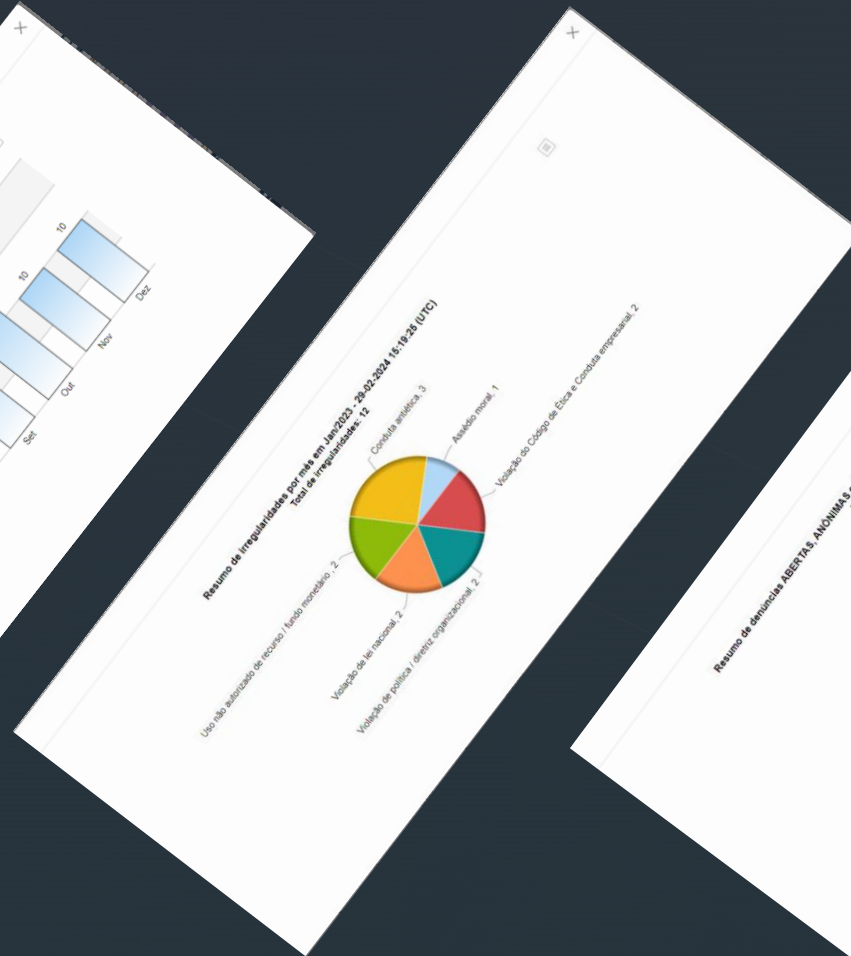 10
10
Set
Out
Nov
Dez
Resumo de irregularidades por mês em Jan/2023 - 29-02-2024 15:19:25 (UTC)
Total de irregularidades: 12
Conduta antiética, 3
Assédio moral, 1
Violação do Código de Ética e Conduta empresarial, 2
Violação de política / diretriz organizacional, 2
Violação de lei nacional, 2
Uso não autorizado de recurso / fundo monetário , 2
Resumo de denúncias ABERTAS, ANÔNIMAS